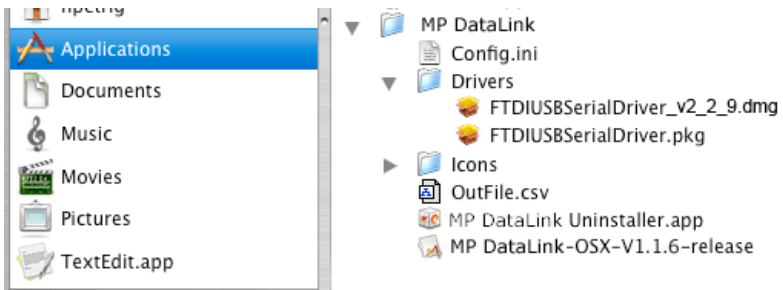 Applications
Documents
Music
Movies
Pictures
TextEdit.app
MP DataLink
Config.ini
Drivers
FTDIUSBSerialDriver_v2_2_9.dmg
FTDIUSBSerialDriver.pkg
Icons
OutFile.csv
MP DataLink Uninstaller.app
MP DataLink-OSX-V1.1.6-release